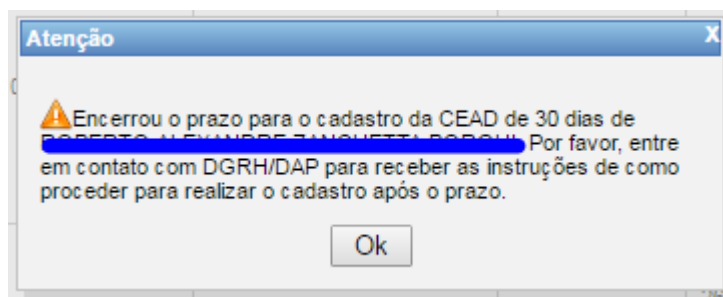 Atenção X
Encerrou o prazo para o cadastro da CEAD de 30 dias de
Por favor, entre
em contato com DGRH/DAP para receber as instruções de como
proceder para realizar o cadastro após o prazo.
Ok